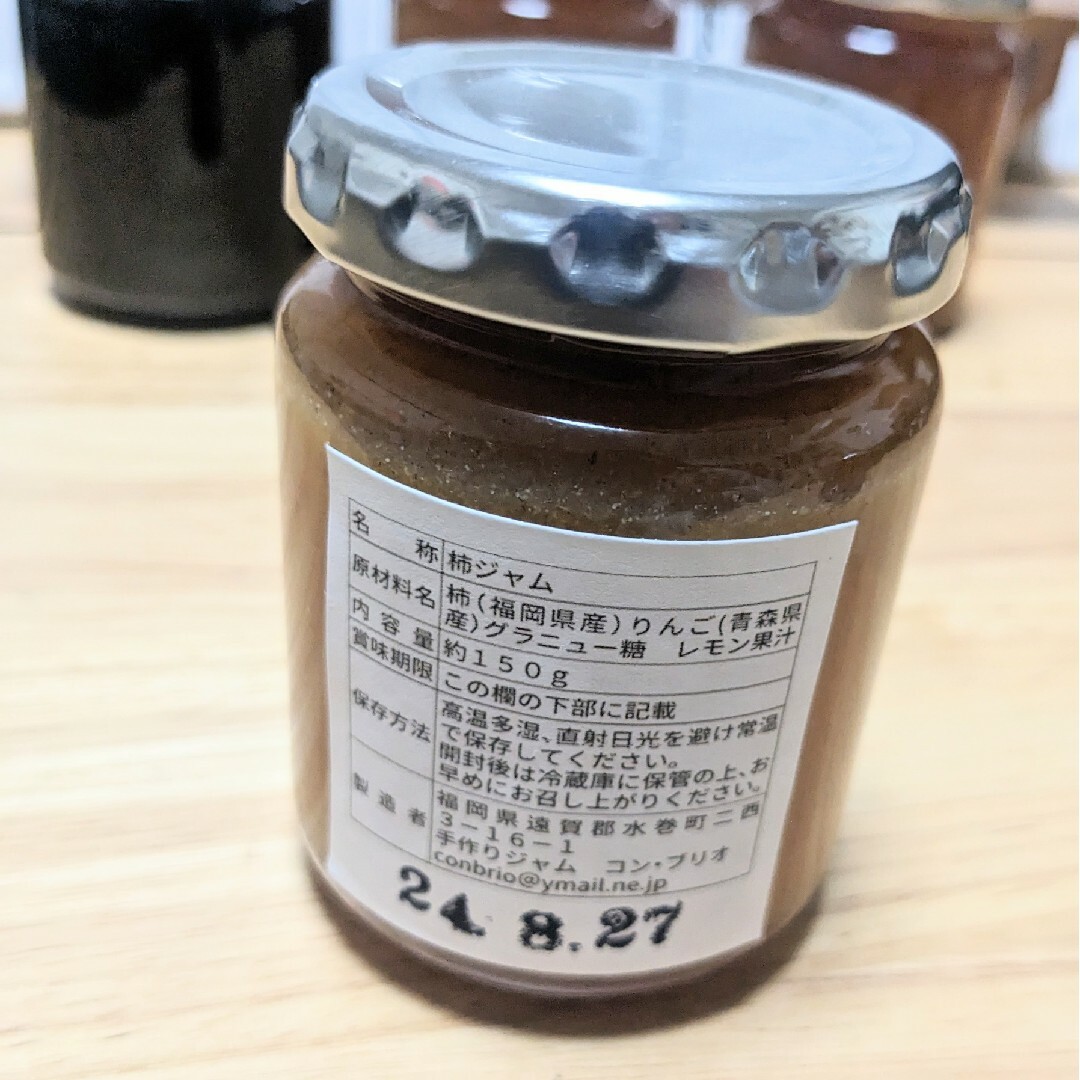 名称 柿ジャム
原材料名 柿(福岡県産)りんご(青森県
産)グラニュー糖 レモン果汁
内容量 約150g
賞味期限 この欄の下部に記載
保存方法 高温多湿、直射日光を避け常温
で保存してください。
開封後は冷蔵庫に保管の上、お
早めにお召し上がりください。
製造者 福岡県遠賀郡水巻町二西
3-16-1
手作りジャム コン・ブリオ
conbrio@ymail.ne.jp
24 8.27